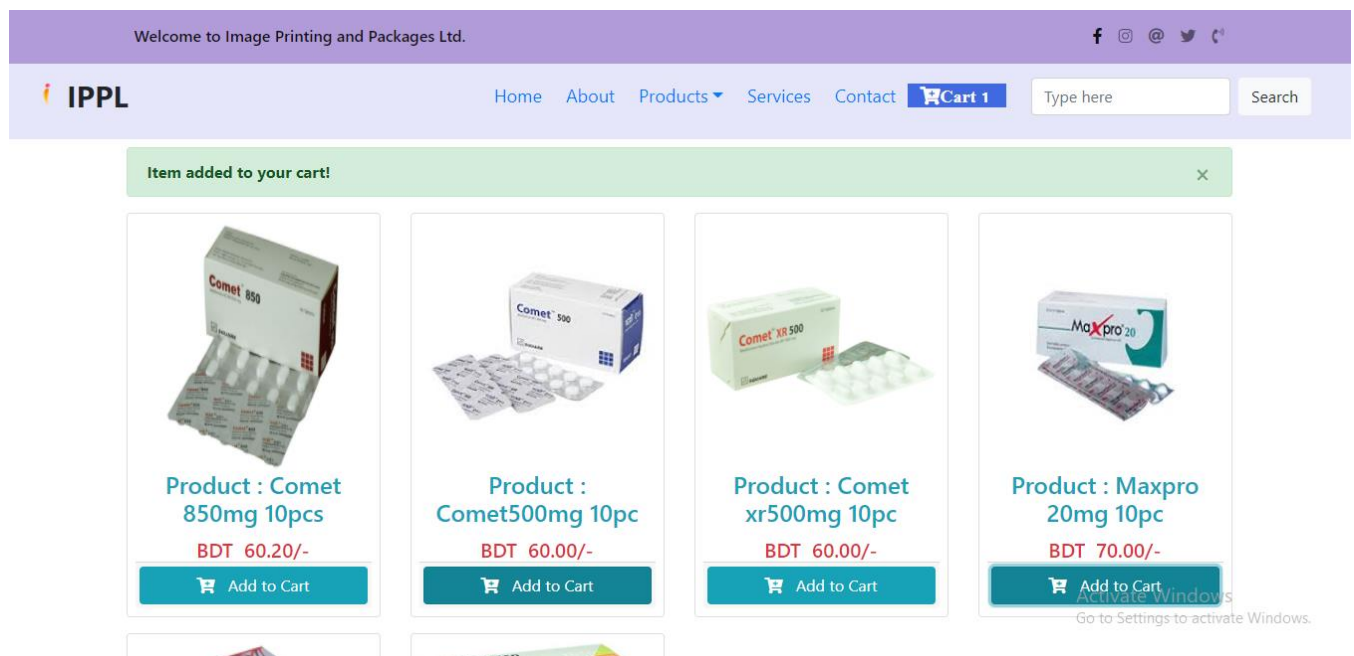 Welcome to Image Printing and Packages Ltd.
IPPL
Home About Products Services Contact Cart 1 Type here Search
Item added to your cart! ×
Comet 850
SQUARE
Comet 500
SQUARE
Comet XR 500
SQUARE
Maxpro 20
Product : Comet
850mg 10pcs
BDT 60.20/-
Add to Cart
Product :
Comet500mg 10pc
BDT 60.00/-
Add to Cart
Product : Comet
xr500mg 10pc
BDT 60.00/-
Add to Cart
Product : Maxpro
20mg 10pc
BDT 70.00/-
Add to Cart
Activate Windows
Go to Settings to activate Windows.